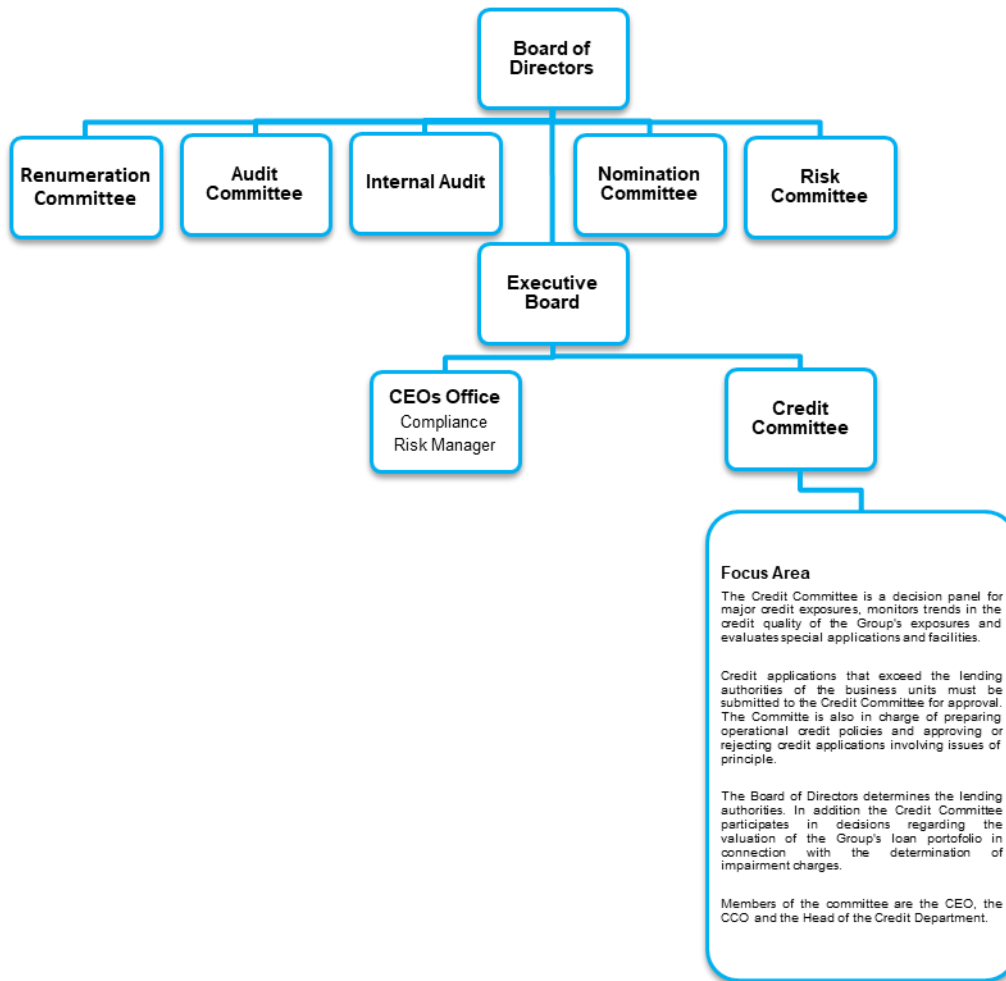 Board of
Directors
Renumeration
Committee
Audit
Committee
Internal Audit
Nomination
Committee
Risk
Committee
Executive
Board
CEOs Office
Compliance
Risk Manager
Credit
Committee
Focus Area
The Credit Committee is a decision panel for
major credit exposures, monitors trends in the
credit quality of the Group's exposures and
evaluates special applications and facilities.
Credit applications that exceed the lending
authorities of the business units must be
submitted to the Credit Committee for approval.
The Committe is also in charge of preparing
operational credit policies and approving or
rejecting credit applications involving issues of
principle.
The Board of Directors determines the lending
authorities. In addition the Credit Committee
participates in decisions regarding the
valuation of the Group's loan portofolio in
connection with the determination of
impairment charges.
Members of the committee are the CEO, the
CCO and the Head of the Credit Department.